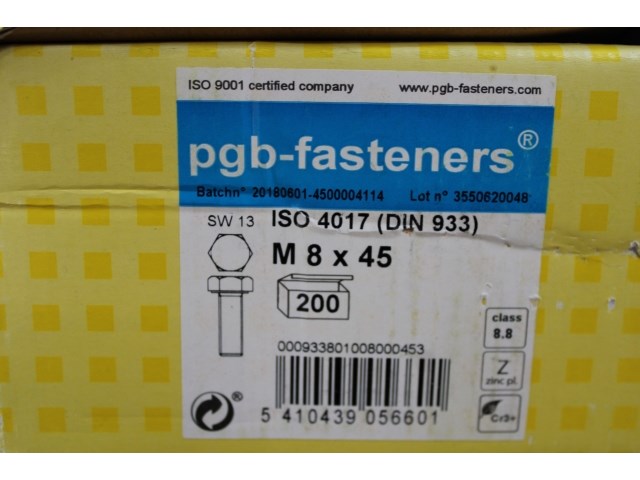 ISO 9001 certified company www.pgb-fasteners.com
pgb-fasteners®
Batchn° 20180601-4500004114 Lot n° 3550620048
SW 13 ISO 4017 (DIN 933)
M 8 x 45
200
class
8.8
000933801008000453
Z
zinc pl.
®
5 410439 056601
Cr3+